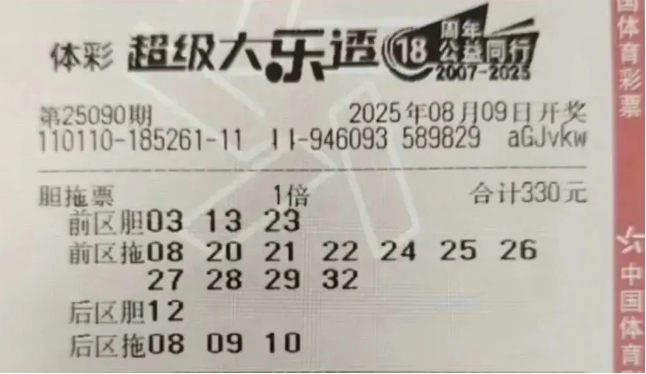 体彩 超级大乐透 18 周年 公益同行 2007-2025
第25090期 2025年08月09日开奖
110110-185261-11 11-946093 589829 aGJvkw
胆拖票 1倍 合计330元
前区胆03 13 23
前区拖08 20 21 22 24 25 26
27 28 29 32
后区胆12
后区拖08 09 10
国体育彩票
中国体育